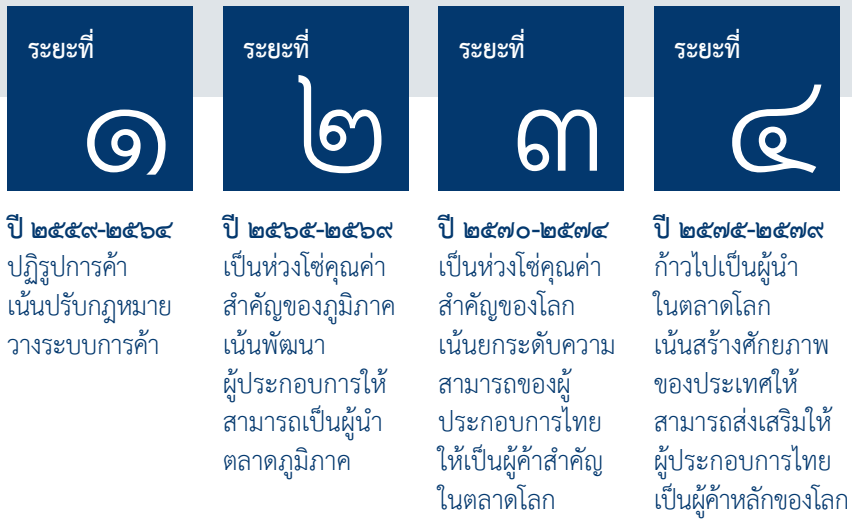 ระยะที่
๑
ปี ๒๕๕๙-๒๕๖๔
ปฏิรูปการค้า
เน้นปรับกฎหมาย
วางระบบการค้า
ระยะที่
๒
ปี ๒๕๖๕-๒๕๖๙
เป็นห่วงโซ่คุณค่า
สำคัญของภูมิภาค
เน้นพัฒนา
ผู้ประกอบการให้
สามารถเป็นผู้นำ
ตลาดภูมิภาค
ระยะที่
๓
ปี ๒๕๗๐-๒๕๗๔
เป็นห่วงโซ่คุณค่า
สำคัญของโลก
เน้นยกระดับความ
สามารถของผู้
ประกอบการไทย
ให้เป็นผู้ค้าสำคัญ
ในตลาดโลก
ระยะที่
๔
ปี ๒๕๗๕-๒๕๗๙
ก้าวไปเป็นผู้นำ
ในตลาดโลก
เน้นสร้างศักยภาพ
ของประเทศให้
สามารถส่งเสริมให้
ผู้ประกอบการไทย
เป็นผู้ค้าหลักของโลก